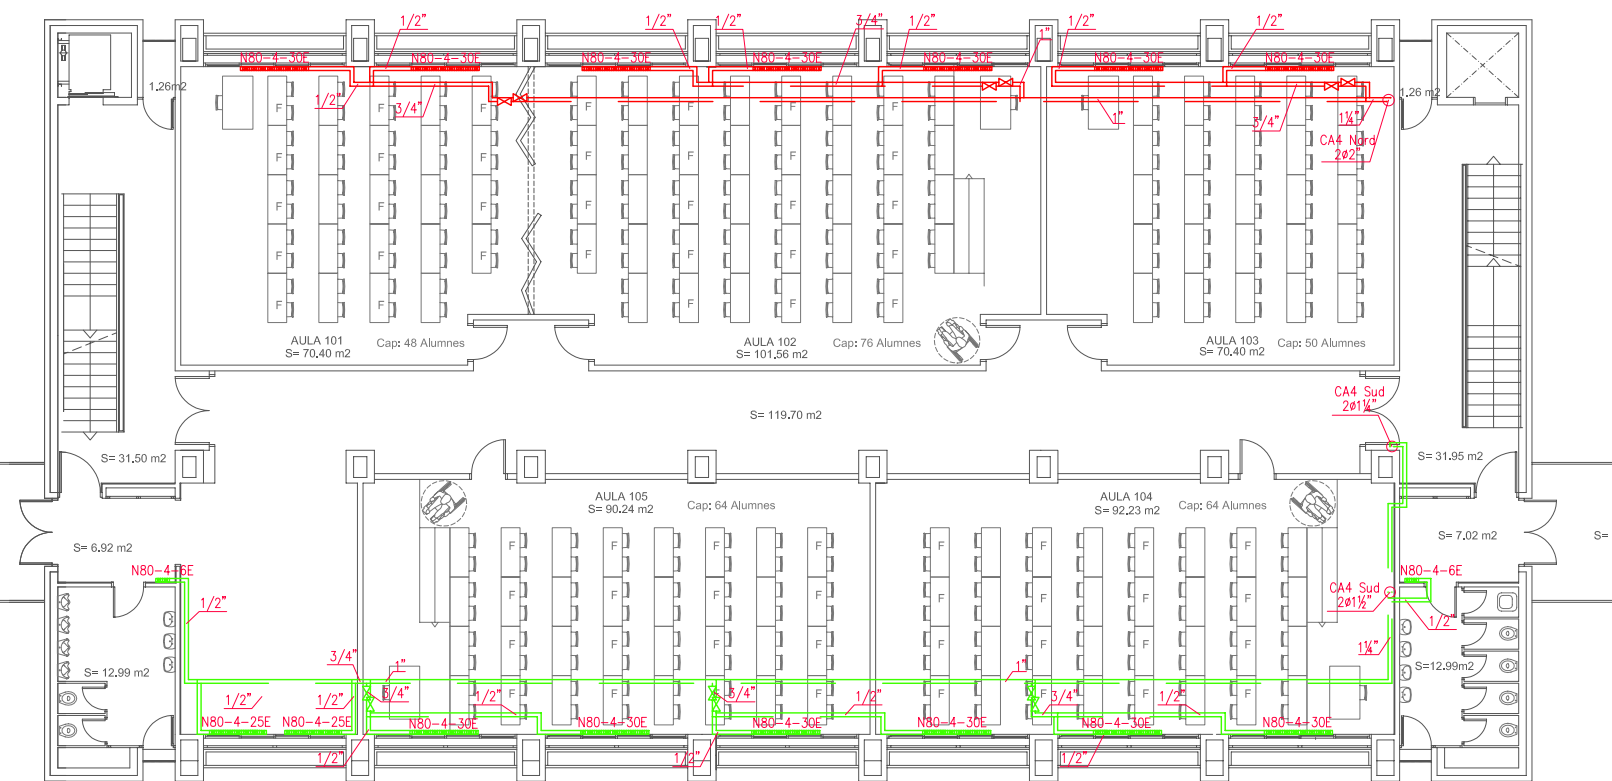 1/2"
1/2"
1/2"
3/4"
1/2"
1"
1/2"
1/2"
N80-4-30E
N80-4-30E
N80-4-30E
N80-4-30E
N80-4-30E
N80-4-30E
N80-4-30E
1.26m2
1.26 m2
1/2"
3/4"
1"
3/4"
1¼"
CA4 Nord
2ø2"
F F F F F F F
F F F F F F F
F F F F F F F
F F F F F F F
F F F F
AULA 101
S= 70.40 m2
Cap: 48 Alumnes
AULA 102
S= 101.56 m2
Cap: 76 Alumnes
AULA 103
S= 70.40 m2
Cap: 50 Alumnes
CA4 Sud
2ø1¼"
S= 119.70 m2
S= 31.50 m2
S= 31.95 m2
AULA 105
S= 90.24 m2
Cap: 64 Alumnes
AULA 104
S= 92.23 m2
Cap: 64 Alumnes
S= 6.92 m2
S= 7.02 m2
S=
F F F F F F F F
F F F F F F F F
F F F F F F F F
F F F F F F F F
N80-4-6E
N80-4-6E
1/2"
CA4 Sud
2ø1½"
1/2"
1¼"
S= 12.99 m2
S=12.99m2
3/4"
1"
1"
1/2"
1/2"
3/4"
1/2"
3/4"
1/2"
3/4"
1/2"
N80-4-25E
N80-4-25E
N80-4-30E
N80-4-30E
N80-4-30E
N80-4-30E
N80-4-30E
N80-4-30E
1/2"
1/2"
1/2"